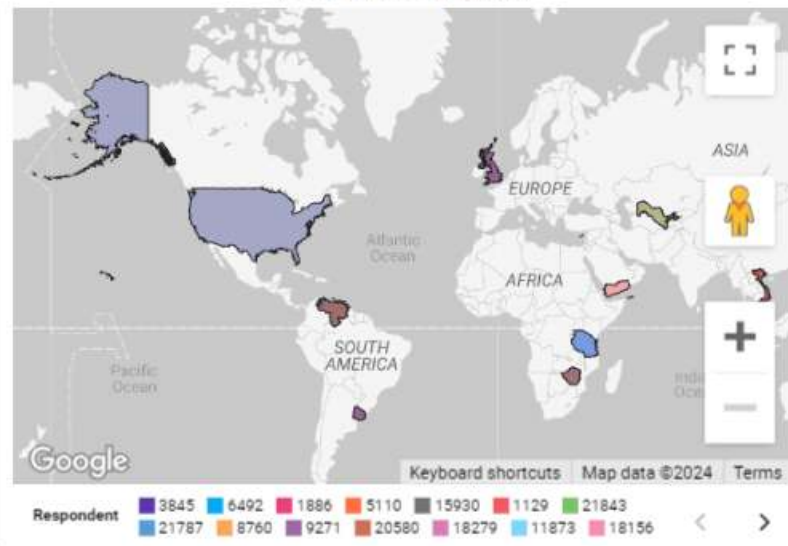 ASIA
EUROPE
Atlantic
Ocean
AFRICA
SOUTH
AMERICA
Pacific
Ocean
Google
Keyboard shortcuts Map data ©2024 Terms
Respondent 3845 6492 1886 5110 15930 1129 21843
21787 8760 9271 20580 18279 11873 18156